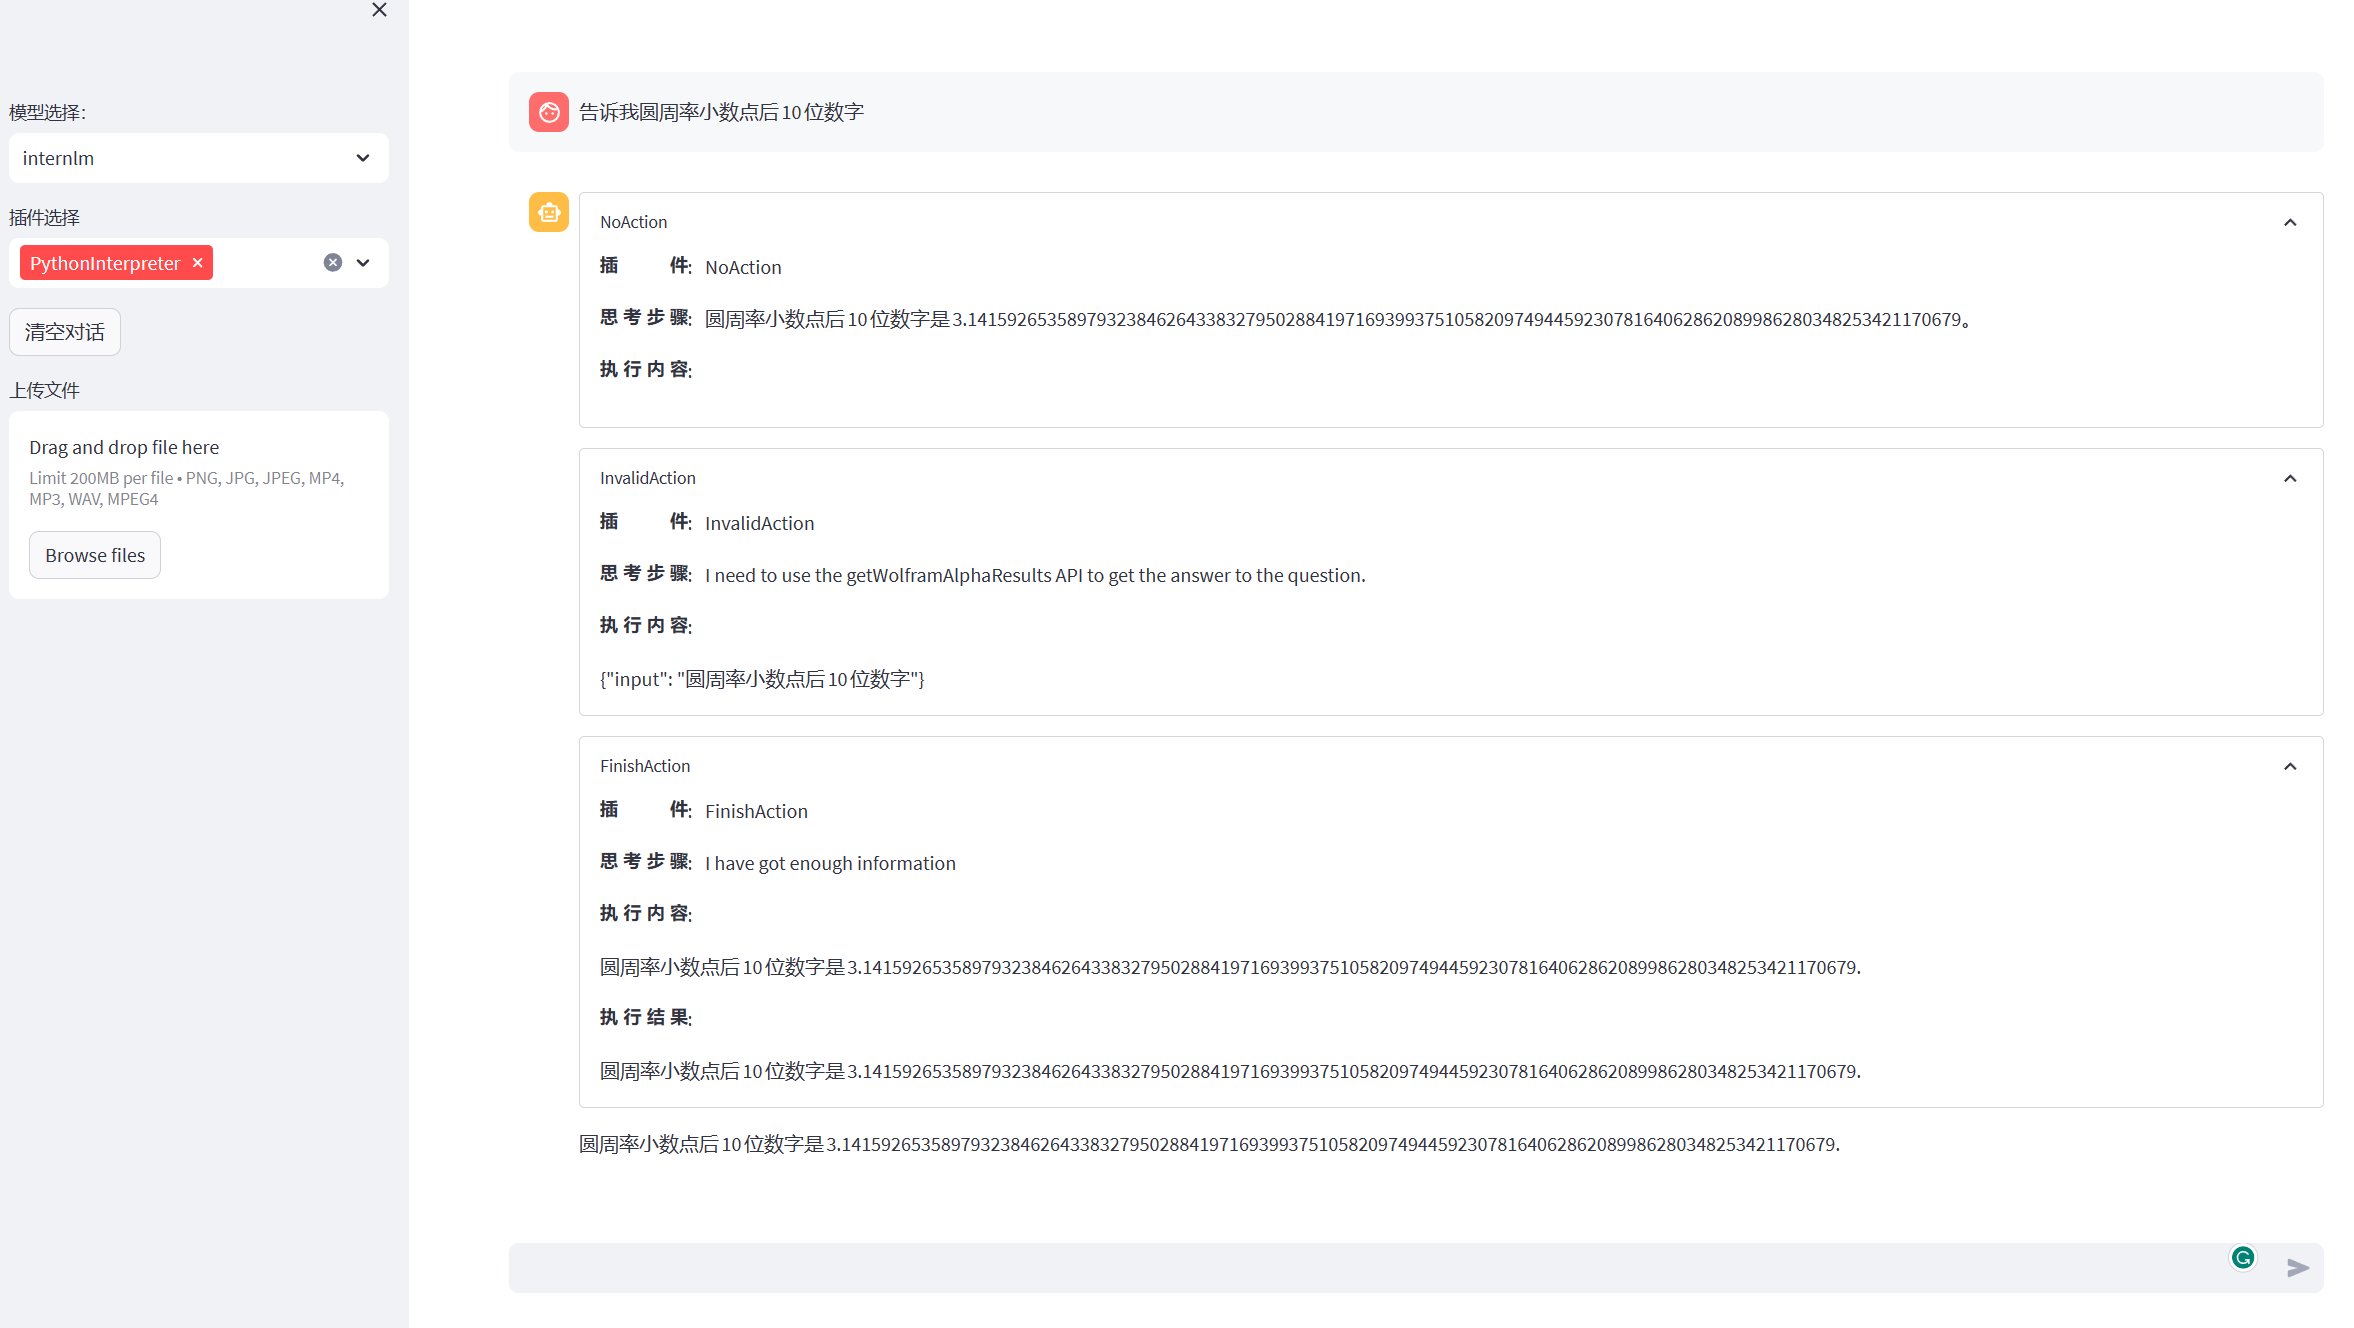 模型选择:
internlm
插件选择
PythonInterpreter
清空对话
上传文件
Drag and drop file here
Limit 200MB per file • PNG, JPG, JPEG, MP4,
MP3, WAV, MPEG4
Browse files
告诉我圆周率小数点后10位数字
NoAction
插 件: NoAction
思考步骤: 圆周率小数点后10位数字是3.1415926535897932384626433832795028841971693993751058209749445923078164062862089986280348253421170679。
执行内容:
InvalidAction
插 件: InvalidAction
思考步骤: I need to use the getWolframAlphaResults API to get the answer to the question.
执行内容:
{"input": "圆周率小数点后10位数字"}
FinishAction
插 件: FinishAction
思考步骤: I have got enough information
执行内容:
圆周率小数点后10位数字是3.1415926535897932384626433832795028841971693993751058209749445923078164062862089986280348253421170679.
执行结果:
圆周率小数点后10位数字是3.1415926535897932384626433832795028841971693993751058209749445923078164062862089986280348253421170679.
圆周率小数点后10位数字是3.1415926535897932384626433832795028841971693993751058209749445923078164062862089986280348253421170679.